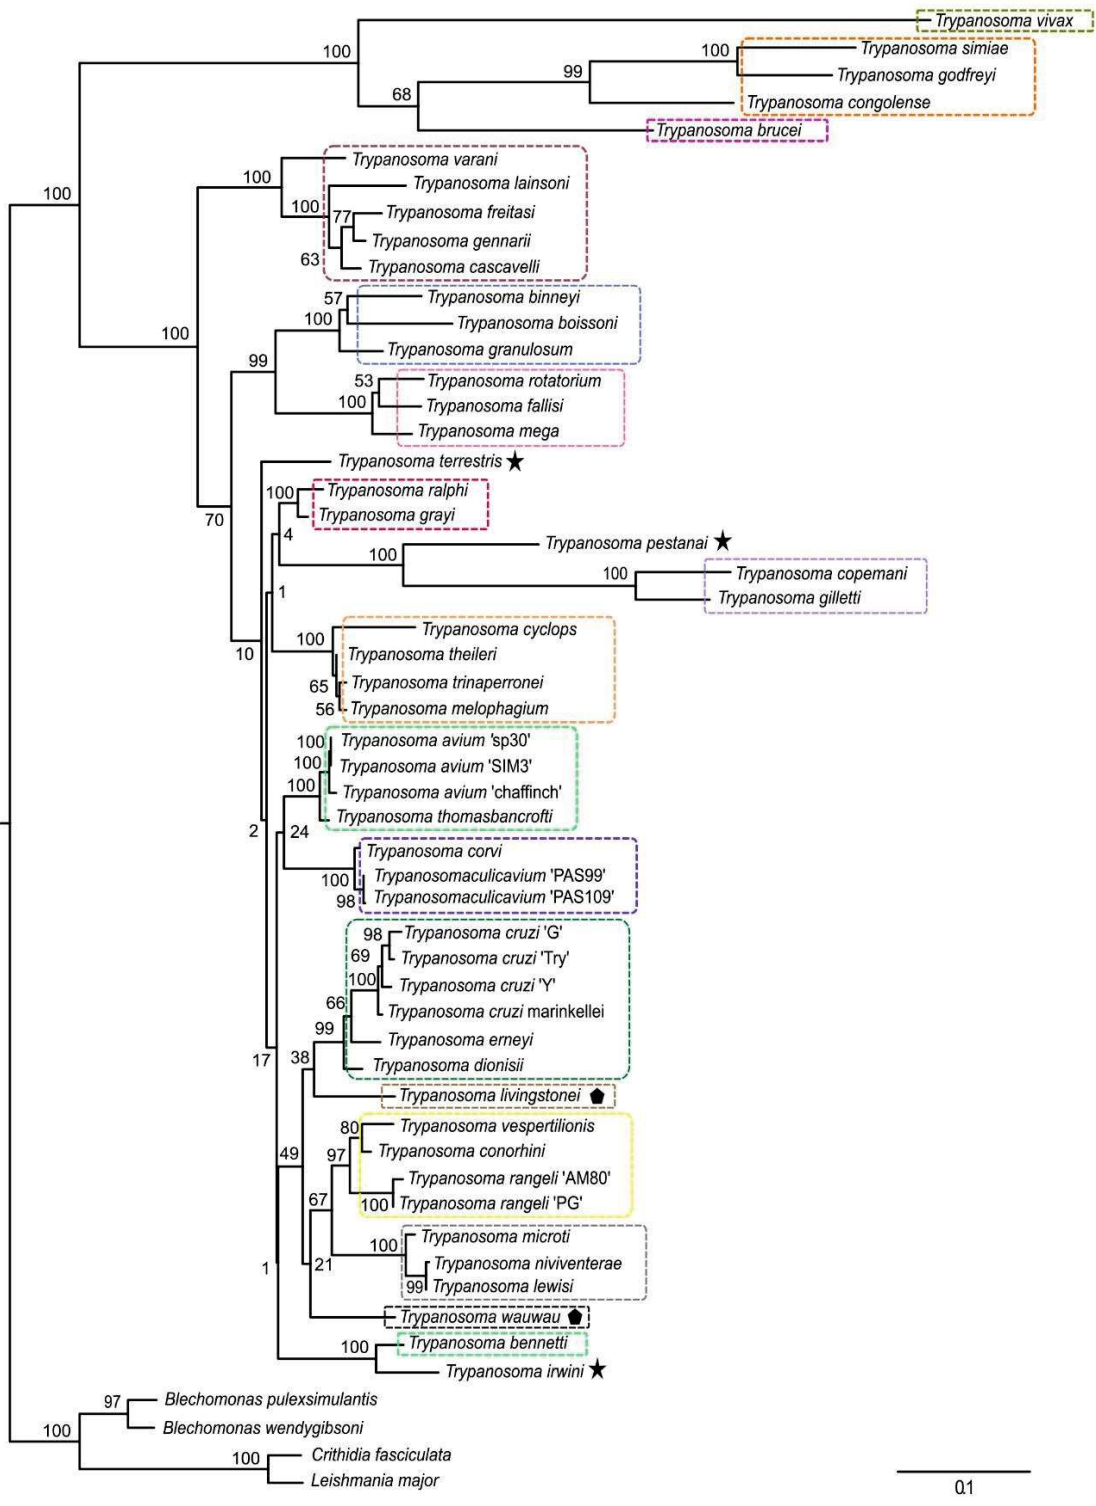 Trypanosoma vivax
100
Trypanosoma simiae
100
99
Trypanosoma godfreyi
68
Trypanosoma congolense
Trypanosoma brucei
Trypanosoma varani
100
Trypanosoma lainsoni
100
100
77
Trypanosoma freitasi
Trypanosoma gennarii
63
Trypanosoma cascavelli
57
Trypanosoma binneyi
100
Trypanosoma boissoni
100
Trypanosoma granulosum
99
53
Trypanosoma rotatorium
100
Trypanosoma fallisi
Trypanosoma mega
Trypanosoma terrestris
100
Trypanosoma ralphi
70
Trypanosoma grayi
4
Trypanosoma pestanai
100
100
Trypanosoma copemani
1
Trypanosoma gilletti
Trypanosoma cyclops
100
10
Trypanosoma theileri
65
Trypanosoma trinaperronei
56
Trypanosoma melophagium
100
Trypanosoma avium 'sp30'
100
Trypanosoma avium 'SIM3'
100
Trypanosoma avium 'chaffinch'
Trypanosoma thomasbancrofti
2
24
Trypanosoma corvi
100
Trypanosomaculicavium 'PAS99'
98
Trypanosomaculicavium 'PAS109'
98
Trypanosoma cruzi 'G'
69
Trypanosoma cruzi 'Try'
100
Trypanosoma cruzi 'Y'
66
Trypanosoma cruzi marinkellei
99
Trypanosoma erneyi
17
38
Trypanosoma dionisii
Trypanosoma livingstonei
80
Trypanosoma vespertilionis
49
97
Trypanosoma conorhini
Trypanosoma rangeli 'AM80'
67
100
Trypanosoma rangeli 'PG'
Trypanosoma microti
100
1
21
Trypanosoma niviventerae
99
Trypanosoma lewisi
Trypanosoma wauwau
100
Trypanosoma bennetti
Trypanosoma irwini
97
Blechomonas pulexsimulantis
100
Blechomonas wendygibsoni
100
Crithidia fasciculata
Leishmania major
0.1